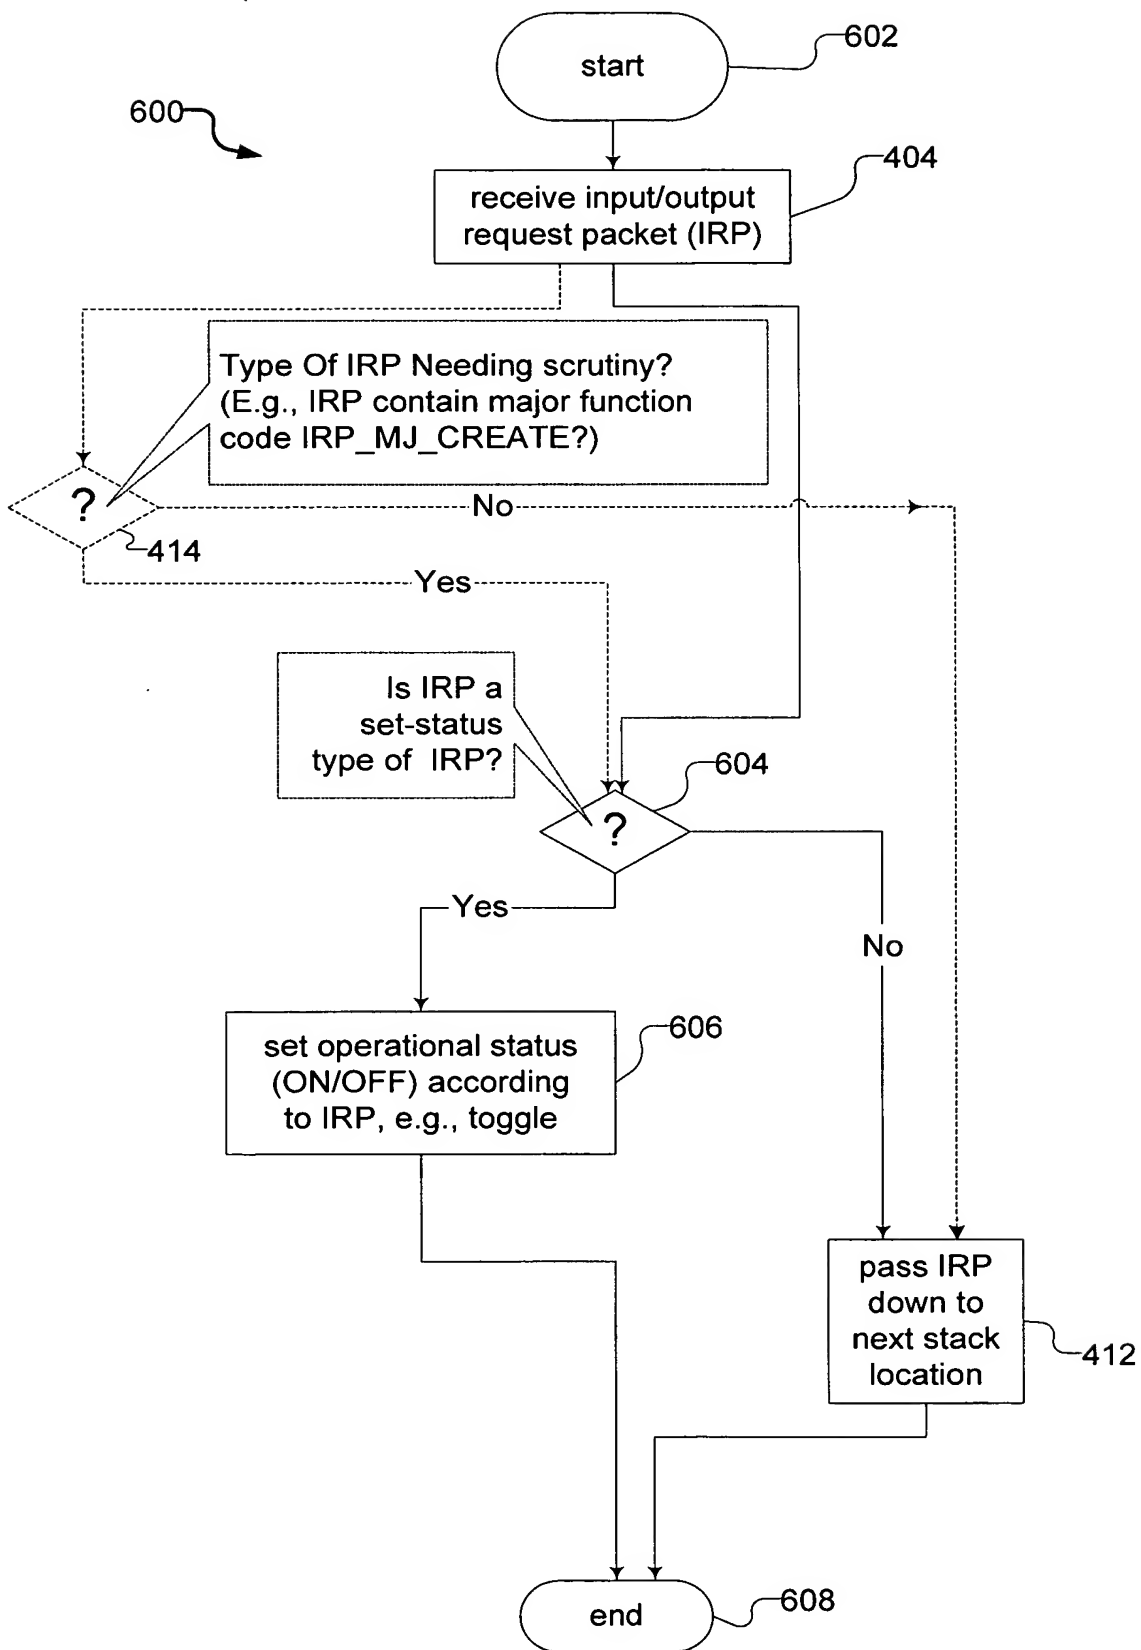 start
602
600
404
receive input/output
request packet (IRP)
Type Of IRP Needing scrutiny?
(E.g., IRP contain major function
code IRP_MJ_CREATE?)
?
No
414
Yes
Is IRP a
set-status
type of IRP?
604
?
Yes
No
606
set operational status
(ON/OFF) according
to IRP, e.g., toggle
pass IRP
down to
next stack
location
412
end
608